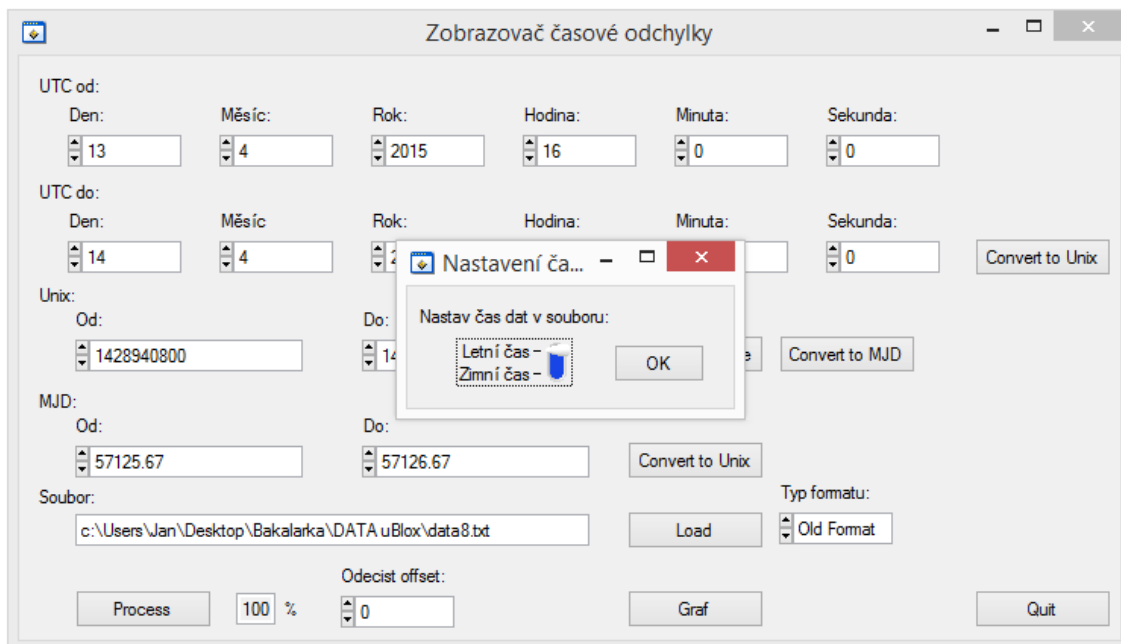 Zobrazovač časové odchylky
UTC od:
Den: Měsíc: Rok: Hodina: Minuta: Sekunda:
13 4 2015 16 0 0
UTC do:
Den: Měsíc Rok: Hodina: Minuta: Sekunda:
14 4 0 Convert to Unix
Nastavení ča...
Nastav čas dat v souboru:
Letní čas
Zimní čas
OK
Unix:
Od: Do:
1428940800 Convert to MJD
MJD:
Od: Do:
57125.67 57126.67 Convert to Unix
Soubor: Typ formatu:
c:\Users\Jan\Desktop\Bakalarka\DATA uBlox\data8.txt Load Old Format
Odecist offset:
Process 100 % 0 Graf Quit